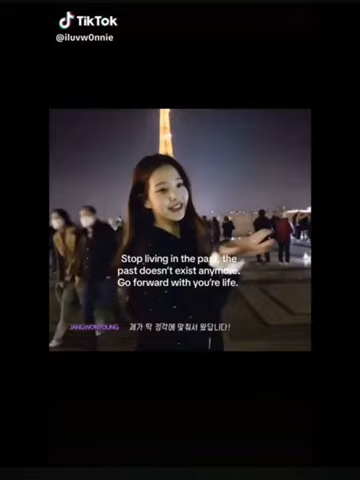 TikTok
@iluvw0nnie
Stop living in the past, the
past doesn't exist anymore.
Go forward with you're life.
JANGWONYOUNG 제가 딱 정각에 맞춰서 왔답니다!